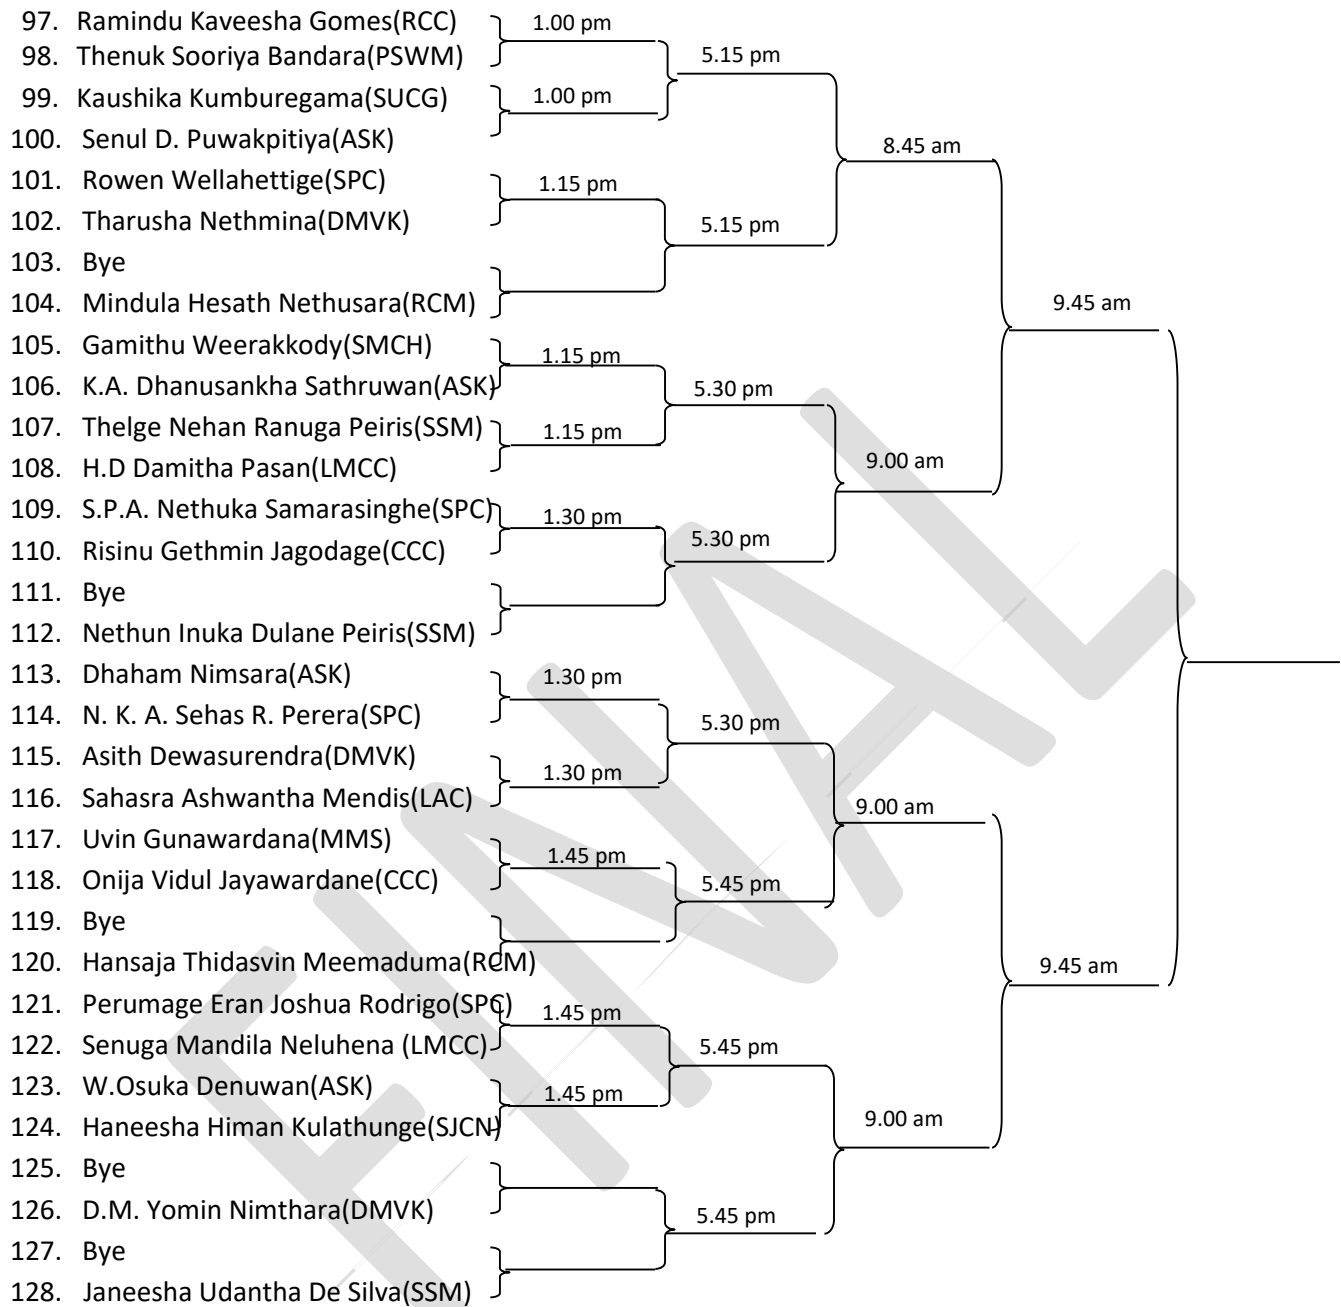 97. Ramindu Kaveesha Gomes(RCC) 1.00 pm
98. Thenuk Sooriya Bandara(PSWM) 5.15 pm
99. Kaushika Kumburegama(SUCG) 1.00 pm
100. Senul D. Puwakpitiya(ASK) 8.45 am
101. Rowen Wellahettige(SPC) 1.15 pm
102. Tharusha Nethmina(DMVK) 5.15 pm
103. Bye
104. Mindula Hesath Nethusara(RCM) 9.45 am
105. Gamithu Weerakkody(SMCH) 1.15 pm
106. K.A. Dhanusankha Sathruwan(ASK) 5.30 pm
107. Thelge Nehan Ranuga Peiris(SSM) 1.15 pm
108. H.D Damitha Pasan(LMCC) 9.00 am
109. S.P.A. Nethuka Samarasinghe(SPC) 1.30 pm
110. Risinu Gethmin Jagodage(CCC) 5.30 pm
111. Bye
112. Nethun Inuka Dulane Peiris(SSM)
113. Dhaham Nimsara(ASK) 1.30 pm
114. N. K. A. Sehas R. Perera(SPC) 5.30 pm
115. Asith Dewasurendra(DMVK) 1.30 pm
116. Sahasra Ashwantha Mendis(LAC) 9.00 am
117. Uvin Gunawardana(MMS) 1.45 pm
118. Onija Vidul Jayawardane(CCC) 5.45 pm
119. Bye
120. Hansaja Thidasvin Meemaduma(RCM) 9.45 am
121. Perumage Eran Joshua Rodrigo(SPC) 1.45 pm
122. Senuga Mandila Neluhena (LMCC) 5.45 pm
123. W.Osuka Denuwan(ASK) 1.45 pm
124. Haneesha Himan Kulathunge(SJCN) 9.00 am
125. Bye
126. D.M. Yomin Nimthara(DMVK) 5.45 pm
127. Bye
128. Janeesha Udantha De Silva(SSM)
FINAL